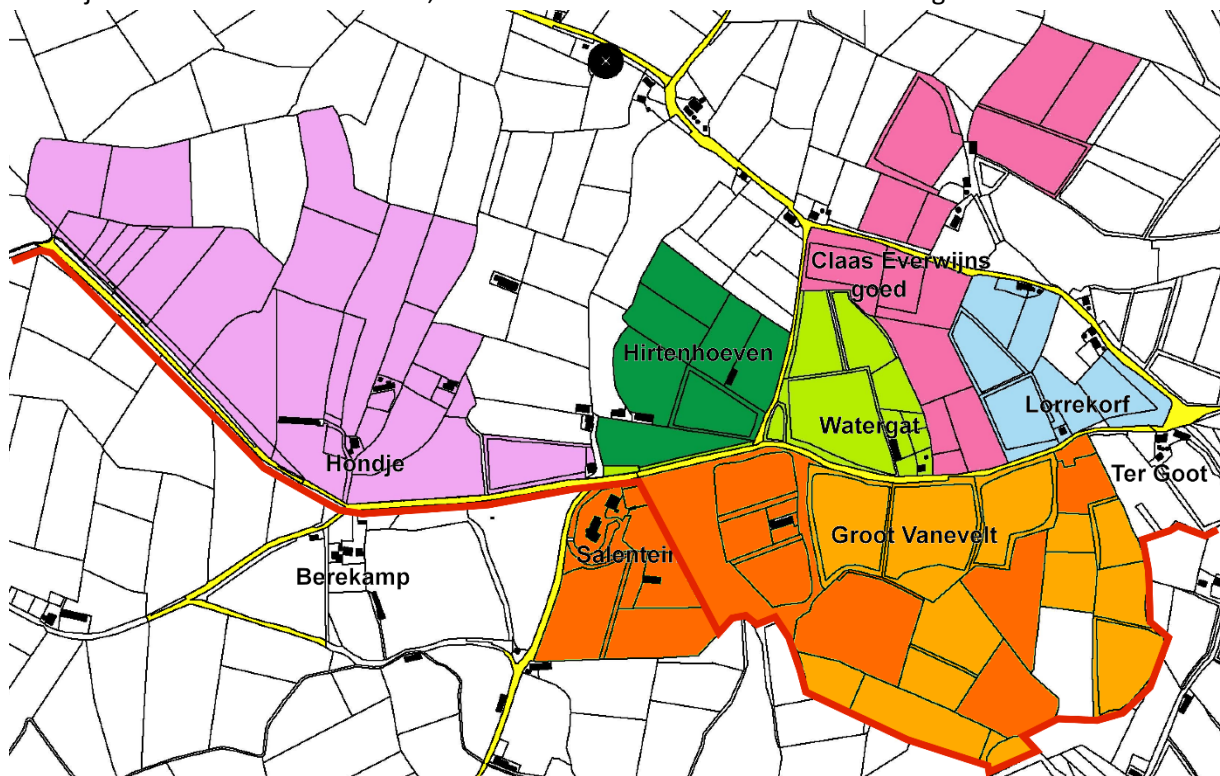 Claas Everwijns
goed
Hirtenhoeven
Lorrekorf
Watergat
Hondje
Ter Goot
Groot Vanevelt
Salentein
Berekamp